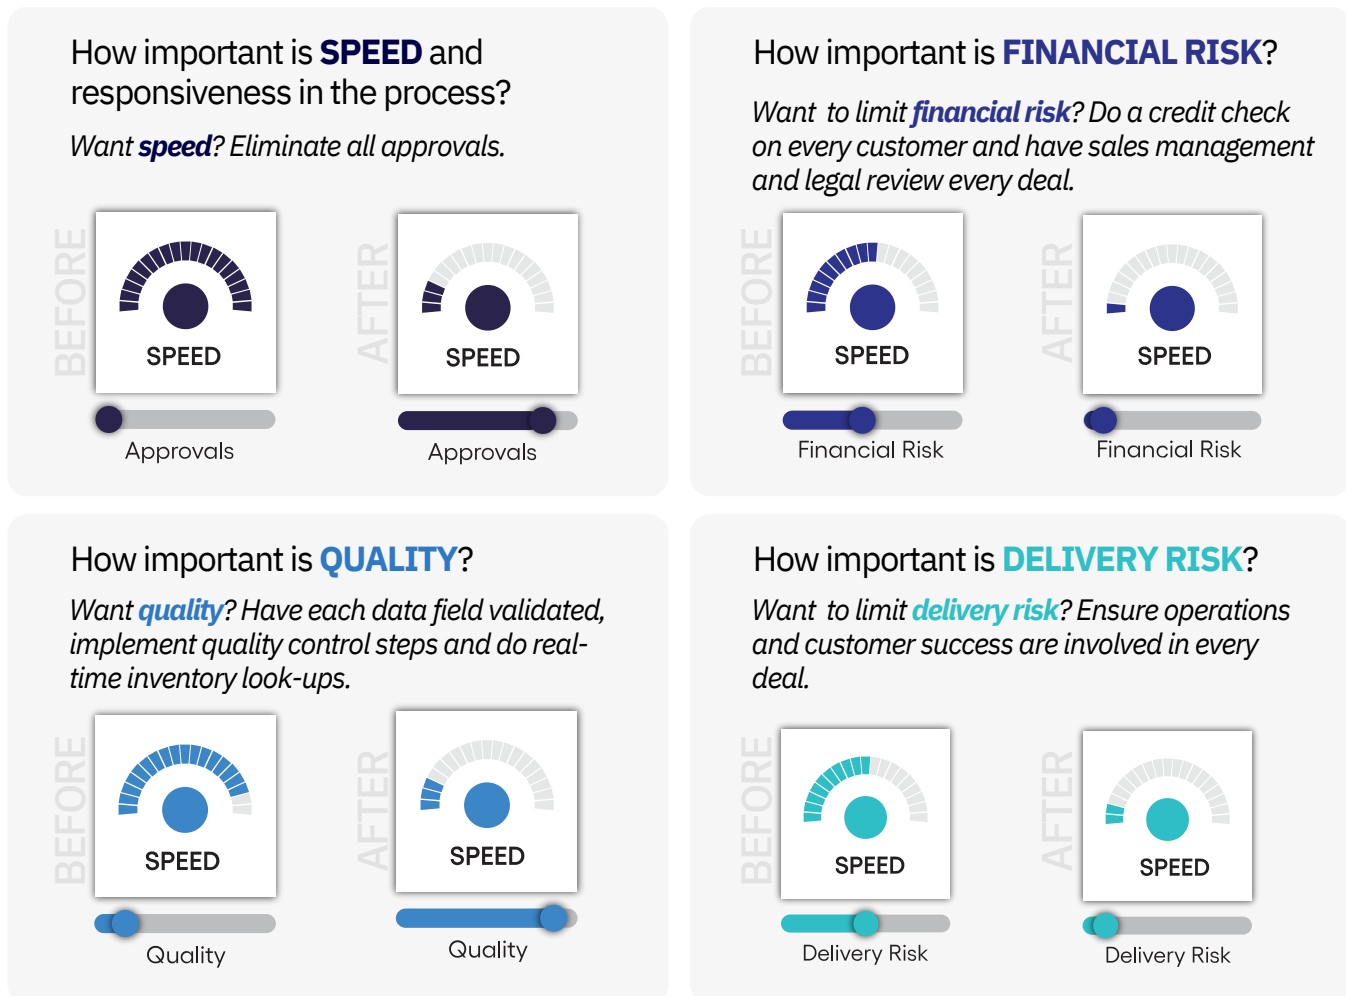 How important is SPEED and
responsiveness in the process?
Want speed? Eliminate all approvals.
BEFORE
SPEED
Approvals
AFTER
SPEED
Approvals
How important is FINANCIAL RISK?
Want  to limit financial risk? Do a credit check
on every customer and have sales management
and legal review every deal.
BEFORE
SPEED
Financial Risk
AFTER
SPEED
Financial Risk
How important is QUALITY?
Want quality? Have each data field validated,
implement quality control steps and do real-
time inventory look-ups.
BEFORE
SPEED
Quality
AFTER
SPEED
Quality
How important is DELIVERY RISK?
Want  to limit delivery risk? Ensure operations
and customer success are involved in every
deal.
BEFORE
SPEED
Delivery Risk
AFTER
SPEED
Delivery Risk